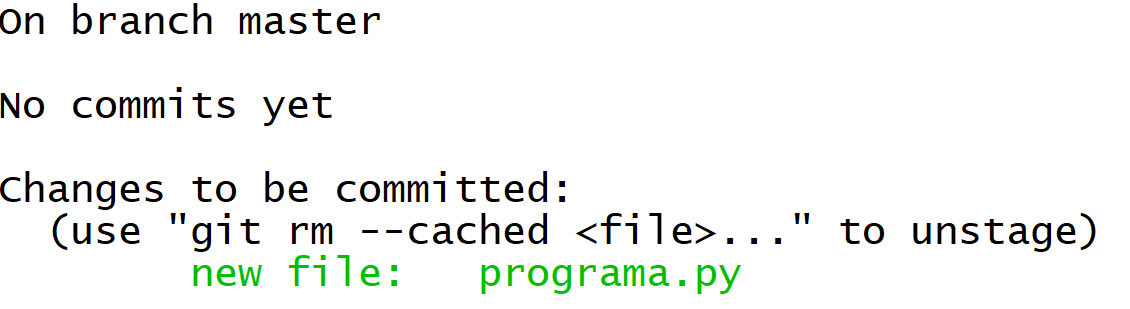 On branch master
No commits yet
Changes to be committed:
(use "git rm --cached <file>..." to unstage)
new file: programa.py